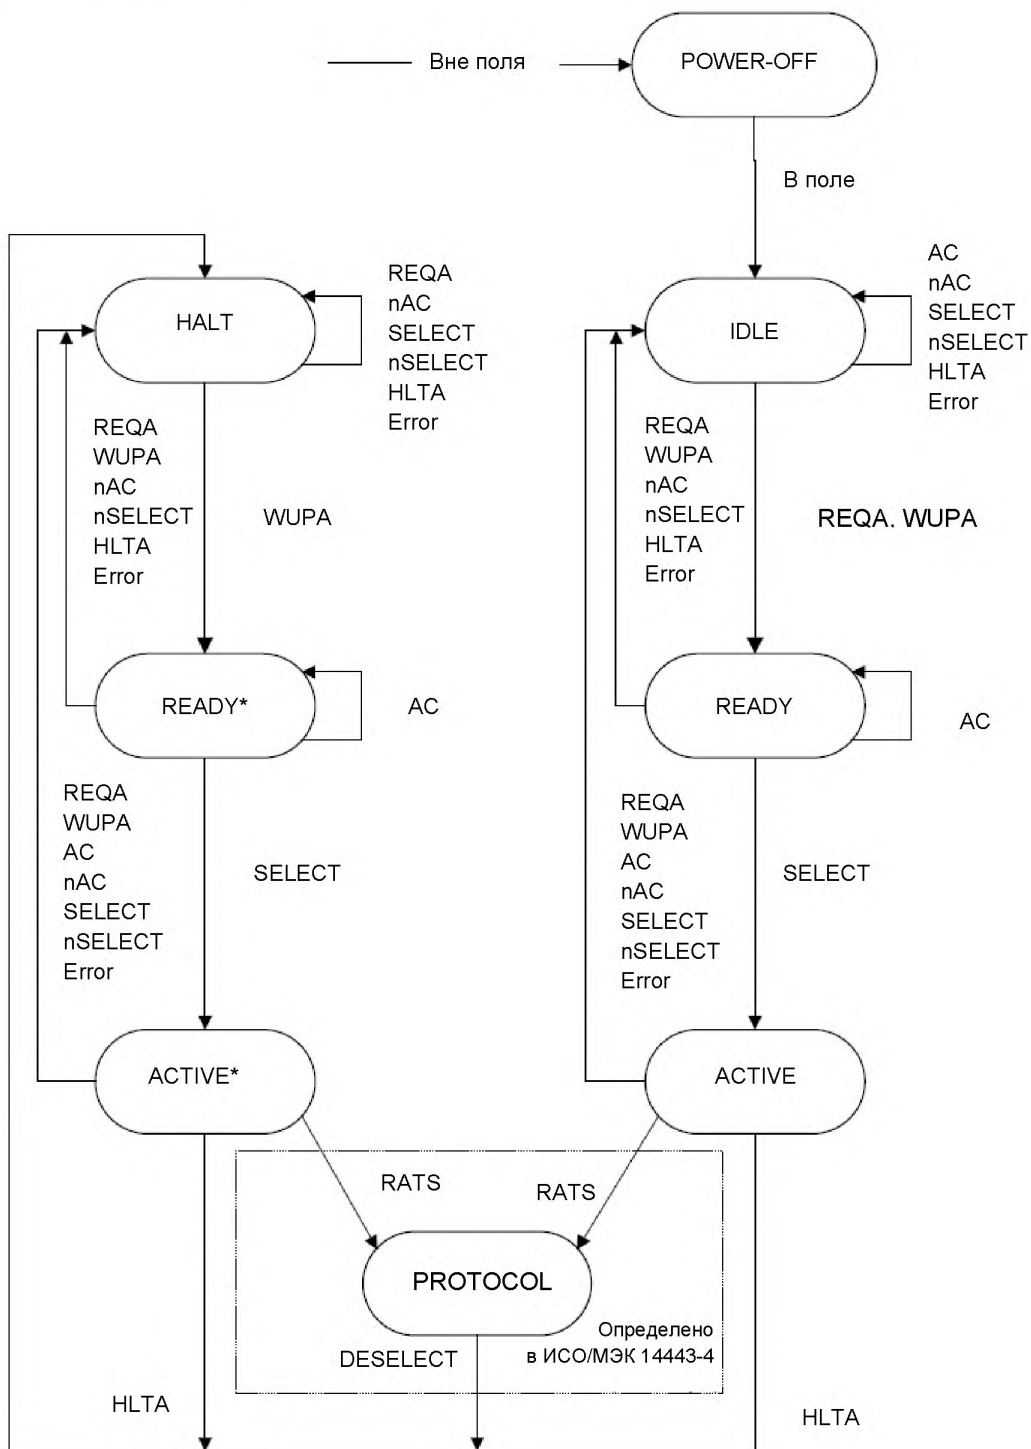 Вне поля
POWER-OFF
В поле
HALT
REQA
nAC
SELECT
nSELECT
HLTA
Error
IDLE
AC
nAC
SELECT
nSELECT
HLTA
Error
REQA
WUPA
nAC
nSELECT
HLTA
Error
WUPA
REQA
WUPA
nAC
nSELECT
HLTA
Error
REQA. WUPA
READY*
AC
READY
AC
REQA
WUPA
AC
nAC
SELECT
nSELECT
Error
SELECT
REQA
WUPA
AC
nAC
SELECT
nSELECT
Error
SELECT
ACTIVE*
ACTIVE
RATS
RATS
PROTOCOL
Определено
в ИСО/МЭК 14443-4
DESELECT
HLTA
HLTA